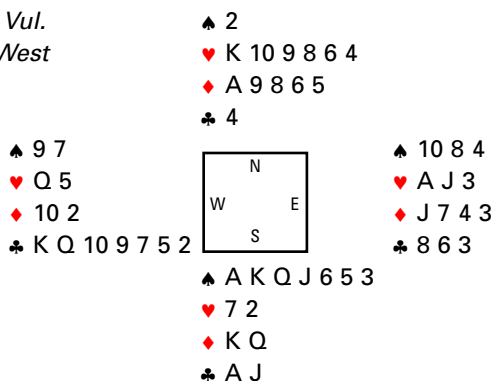 Vul. ♠ 2
West ♥ K 10 9 8 6 4
♦ A 9 8 6 5
♣ 4
♠ 9 7 N ♠ 10 8 4
♥ Q 5 ♥ A J 3
♦ 10 2 W E ♦ J 7 4 3
♣ K Q 10 9 7 5 2 S ♣ 8 6 3
♠ A K Q J 6 5 3
♥ 7 2
♦ K Q
♣ A J